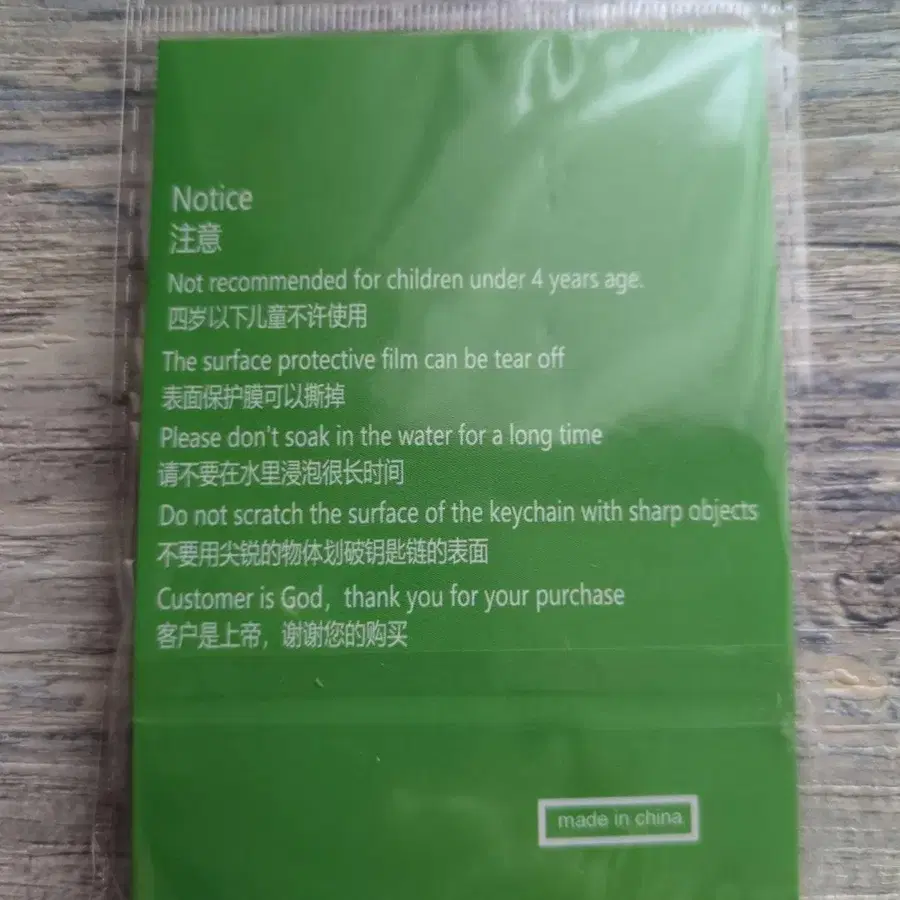 Notice
注意
Not recommended for children under 4 years age.
四岁以下儿童不许使用
The surface protective film can be tear off
表面保护膜可以撕掉
Please don't soak in the water for a long time
请不要在水里浸泡很长时间
Do not scratch the surface of the keychain with sharp objects
不要用尖锐的物体划破钥匙链的表面
Customer is God，thank you for your purchase
客户是上帝，谢谢您的购买
made in china